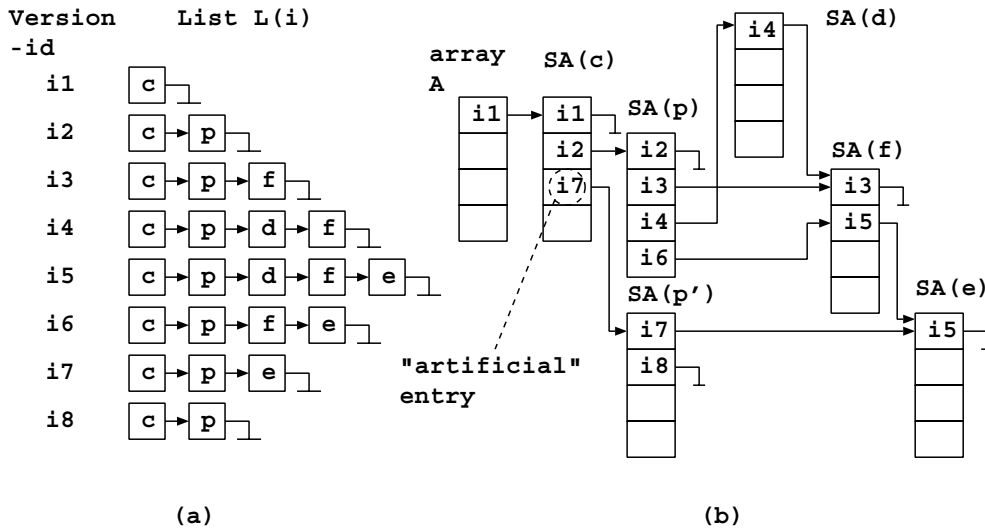 Version List L(i)
-id
i1 c
i2 c p
i3 c p f
i4 c p d f
i5 c p d f e
i6 c p f e
i7 c p e
i8 c p
(a)
array
A
i1
SA(c)
i1
i2
i7
"artificial"
entry
SA(p)
i2
i3
i4
i6
SA(p')
i7
i8
SA(d)
i4
SA(f)
i3
i5
SA(e)
i5
(b)